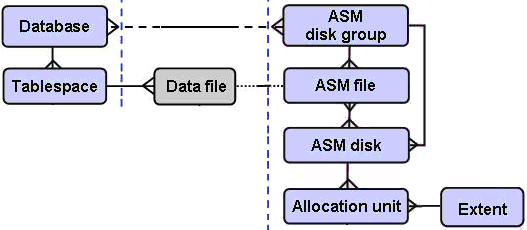 Database
ASM
disk group
Tablespace
Data file
ASM file
ASM disk
Allocation unit
Extent